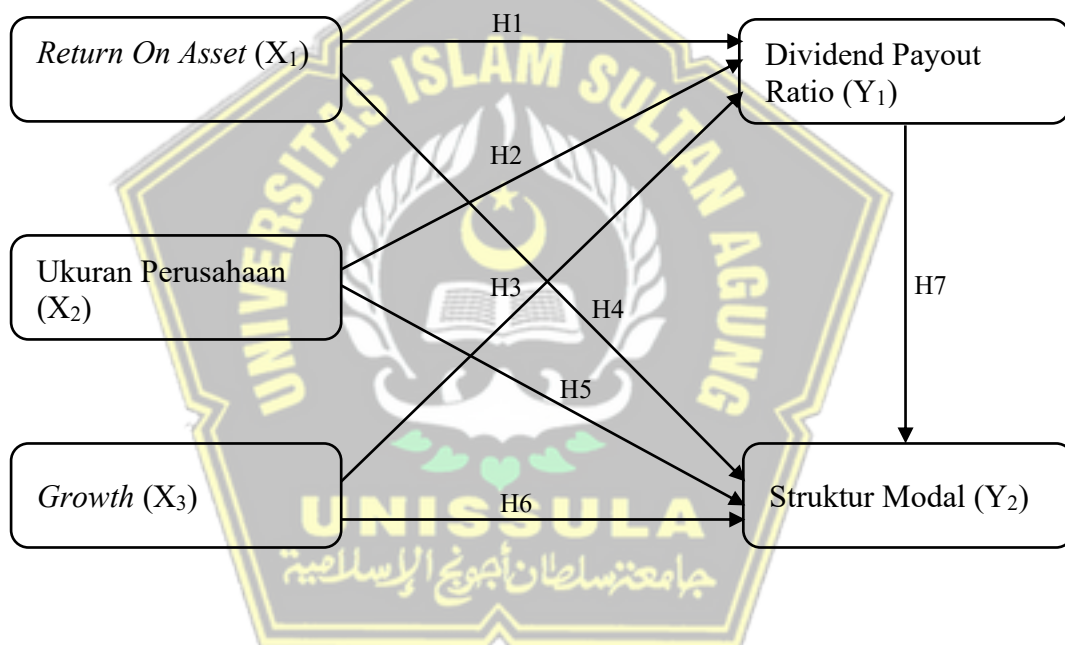 H1
Return On Asset (X₁)
Dividend Payout
Ratio (Y₁)
UNIVERSITAS ISLAM SULTAN AGUNG
H2
Ukuran Perusahaan
(X₂)
H3
H4
H7
H5
Growth (X₃)
H6
Struktur Modal (Y₂)
UNISSULA
جامعة سلطان أجونج الإسلامية